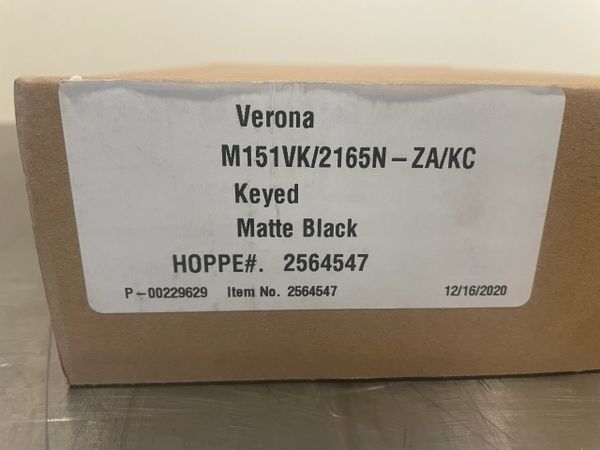 Verona
M151VK/2165N – ZA/KC
Keyed
Matte Black
HOPPE#. 2564547
P – 00229629 Item No. 2564547 12/16/2020